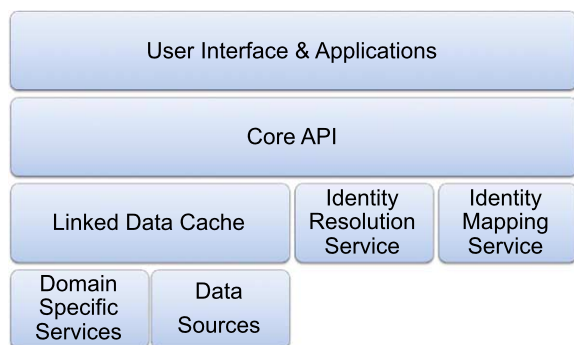 User Interface & Applications
Core API
Linked Data Cache
Identity
Resolution
Service
Identity
Mapping
Service
Domain
Specific
Services
Data
Sources